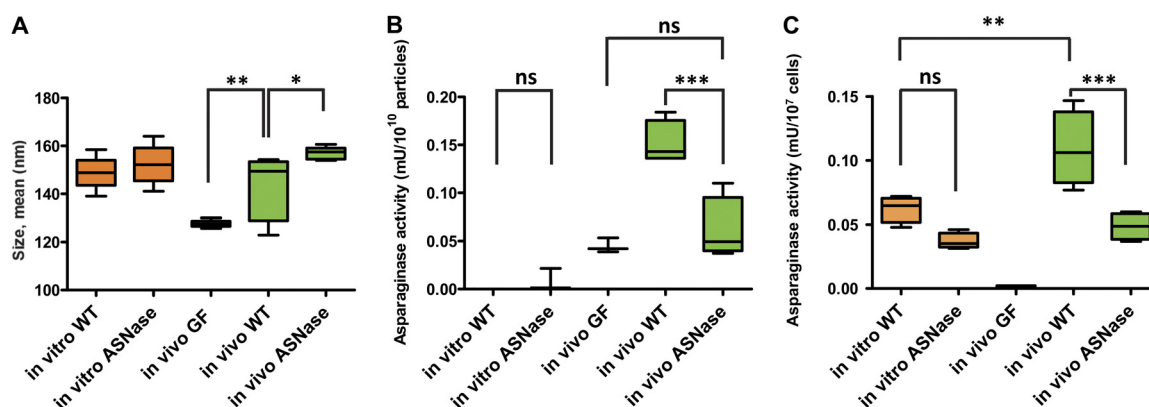 A
Size, mean (nm)
180
160
140
120
100
**
*
in vitro WT
in vitro ASNase
in vivo GF
in vivo WT
in vivo ASNase
B
Asparaginase activity (mU/10¹⁰ particles)
0.20
0.15
0.10
0.05
0.00
ns
ns
***
in vitro WT
in vitro ASNase
in vivo GF
in vivo WT
in vivo ASNase
C
Asparaginase activity (mU/10⁷ cells)
0.15
0.10
0.05
0.00
**
ns
***
in vitro WT
in vitro ASNase
in vivo GF
in vivo WT
in vivo ASNase